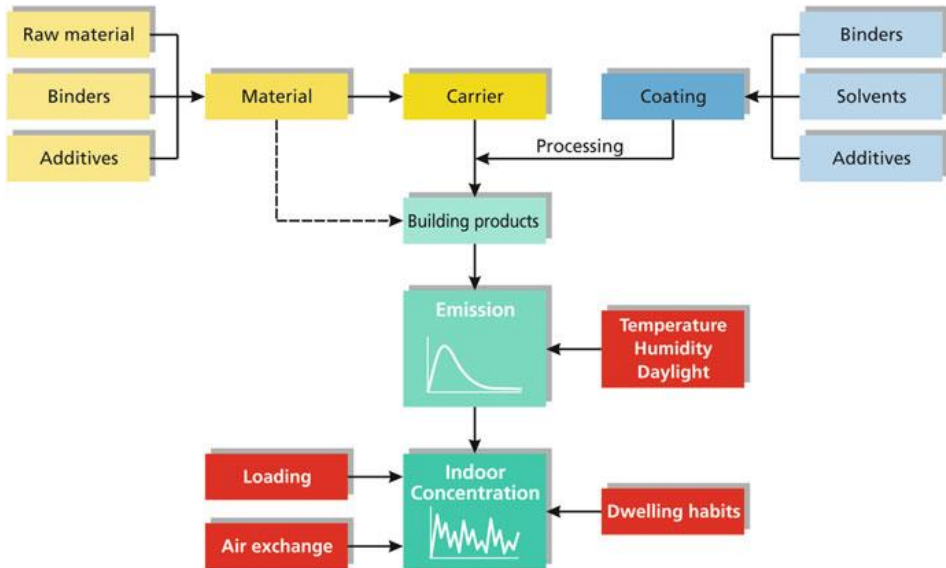 Raw material
Binders
Binders
Material
Carrier
Coating
Solvents
Additives
Processing
Additives
Building products
Emission
Temperature
Humidity
Daylight
Loading
Indoor
Concentration
Dwelling habits
Air exchange